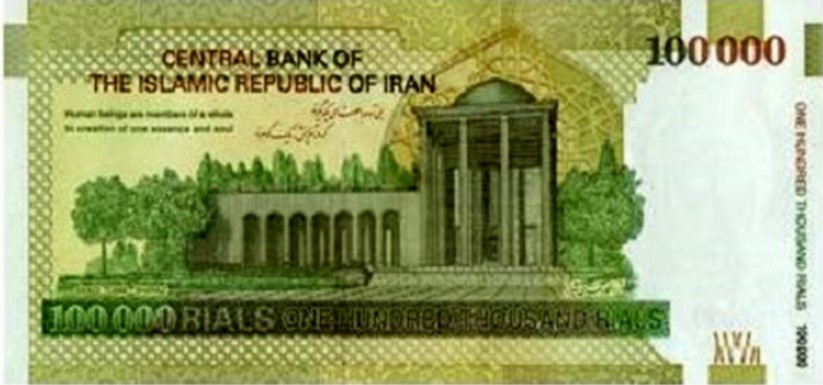 CENTRAL BANK OF
THE ISLAMIC REPUBLIC OF IRAN
100 000
Human beings are members of a whole
In creation of one essence and soul
ONE HUNDRED THOUSAND RIALS 100000
100 000 RIALS ONE HUNDRED THOUSAND RIALS